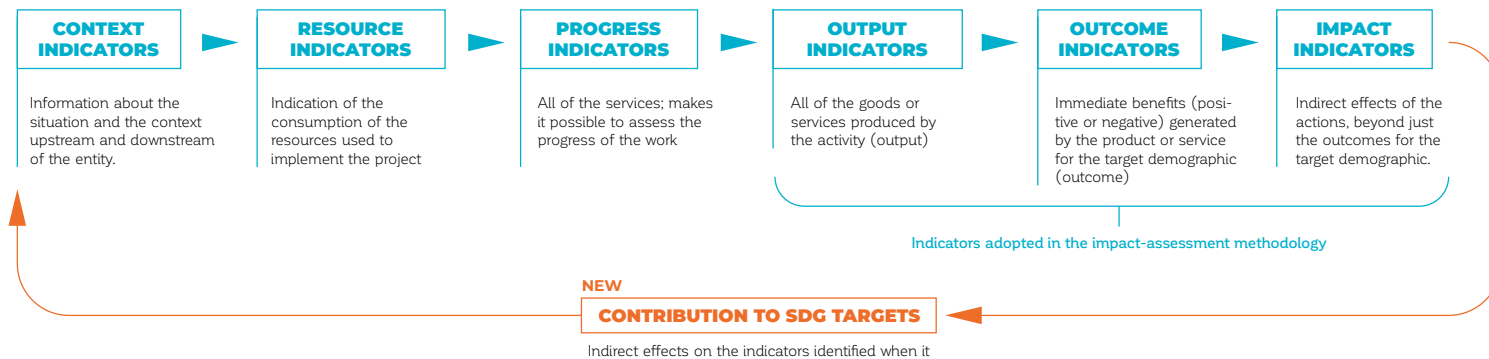 CONTEXT
INDICATORS
Information about the
situation and the context
upstream and downstream
of the entity.
RESOURCE
INDICATORS
Indication of the
consumption of the
resources used to
implement the project
PROGRESS
INDICATORS
All of the services; makes
it possible to assess the
progress of the work
OUTPUT
INDICATORS
All of the goods or
services produced by
the activity (output)
OUTCOME
INDICATORS
Immediate benefits (posi-
tive or negative) generated
by the product or service
for the target demographic
(outcome)
IMPACT
INDICATORS
Indirect effects of the
actions, beyond just
the outcomes for the
target demographic.
Indicators adopted in the impact-assessment methodology
NEW
CONTRIBUTION TO SDG TARGETS
Indirect effects on the indicators identified when it